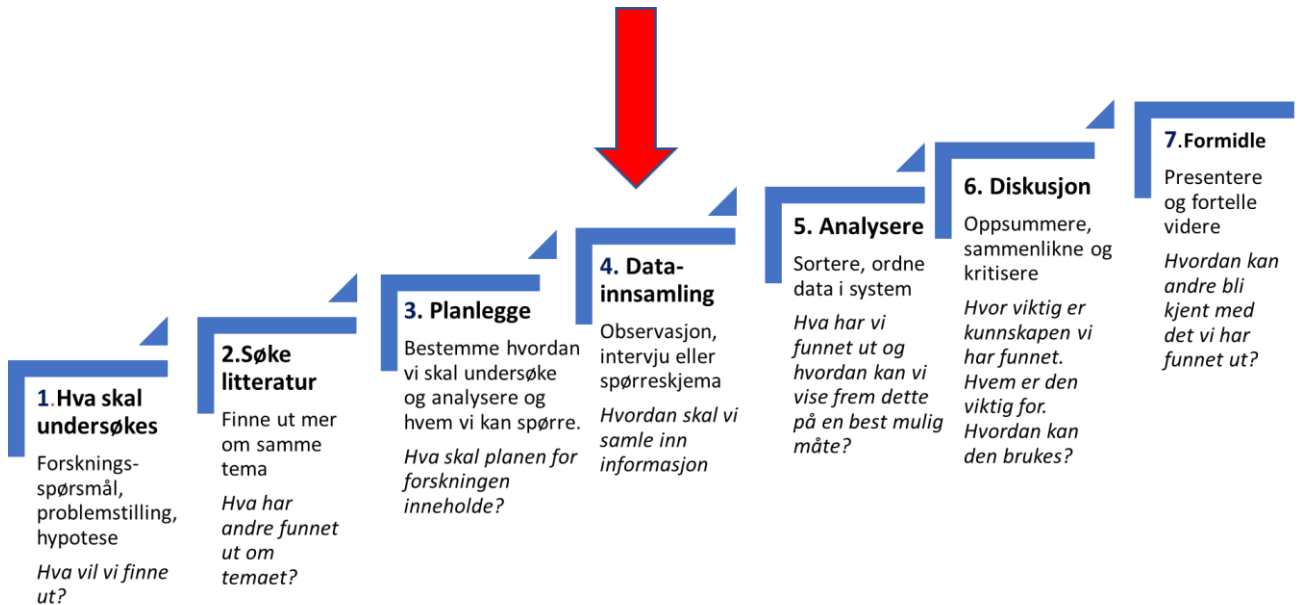 1.Hva skal
undersøkes
Forsknings-
spørsmål,
problemstilling,
hypotese
Hva vil vi finne
ut?
2.Søke
litteratur
Finne ut mer
om samme
tema
Hva har
andre funnet
ut om
temaet?
3. Planlegge
Bestemme hvordan
vi skal undersøke
og analysere og
hvem vi kan spørre.
Hva skal planen for
forskningen
inneholde?
4. Data-
innsamling
Observasjon,
intervju eller
spørreskjema
Hvordan skal vi
samle inn
informasjon
5. Analysere
Sortere, ordne
data i system
Hva har vi
funnet ut og
hvordan kan vi
vise frem dette
på en best mulig
måte?
6. Diskusjon
Oppsummere,
sammenlikne og
kritisere
Hvor viktig er
kunnskapen vi
har funnet.
Hvem er den
viktig for.
Hvordan kan
den brukes?
7.Formidle
Presentere
og fortelle
videre
Hvordan kan
andre bli
kjent med
det vi har
funnet ut?